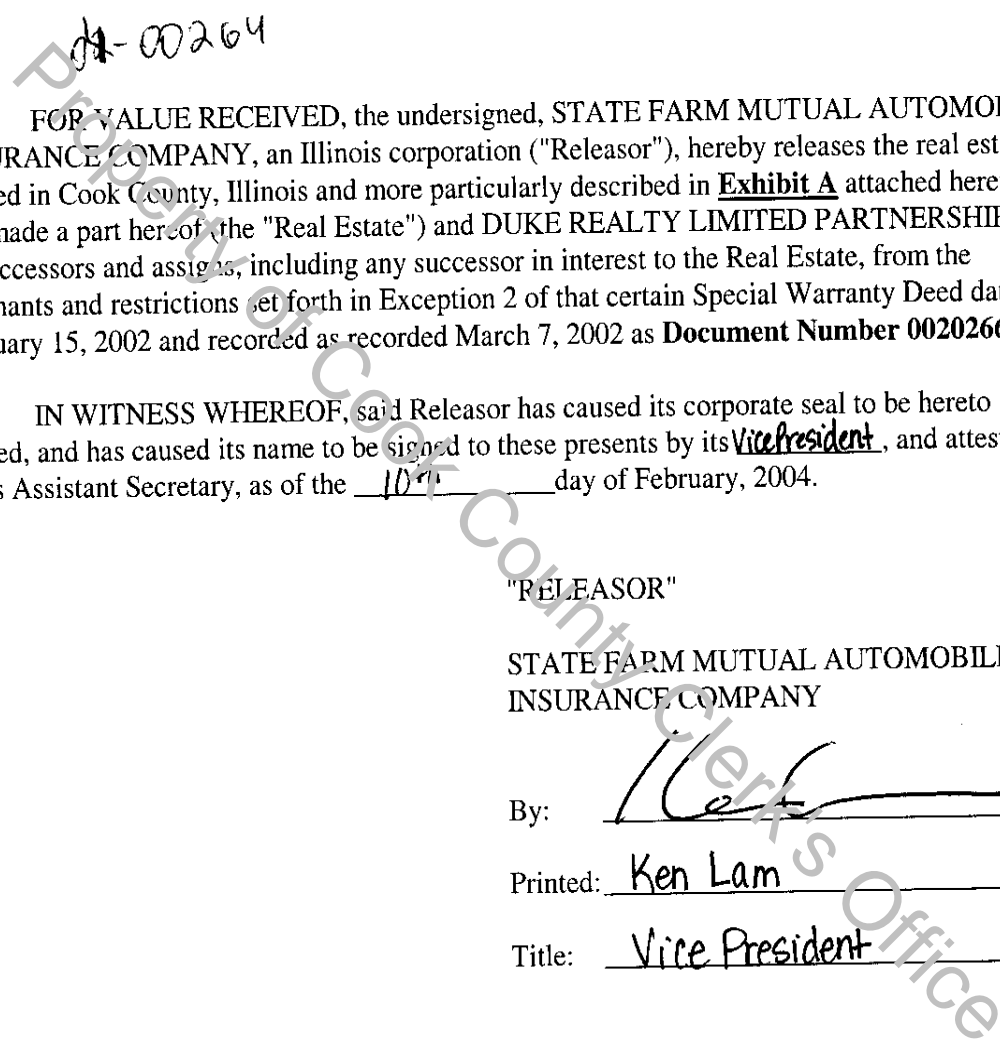 -00264
FOR VALUE RECEIVED, the undersigned, STATE FARM MUTUAL AUTOMO
URANCE COMPANY, an Illinois corporation ("Releasor"), hereby releases the real est
ed in Cook County, Illinois and more particularly described in Exhibit A attached here
nade a part hereof (the "Real Estate") and DUKE REALTY LIMITED PARTNERSHI
ccessors and assigns, including any successor in interest to the Real Estate, from the
nants and restrictions set forth in Exception 2 of that certain Special Warranty Deed da
uary 15, 2002 and recorded as recorded March 7, 2002 as Document Number 0020266
IN WITNESS WHEREOF, said Releasor has caused its corporate seal to be hereto
ed, and has caused its name to be signed to these presents by its Vice President, and attes
s Assistant Secretary, as of the 10th day of February, 2004.
"RELEASOR"
STATE FARM MUTUAL AUTOMOBIL
INSURANCE COMPANY
By:
Printed: Ken Lam
Title: Vice President
Property of Cook County Clerk's Office